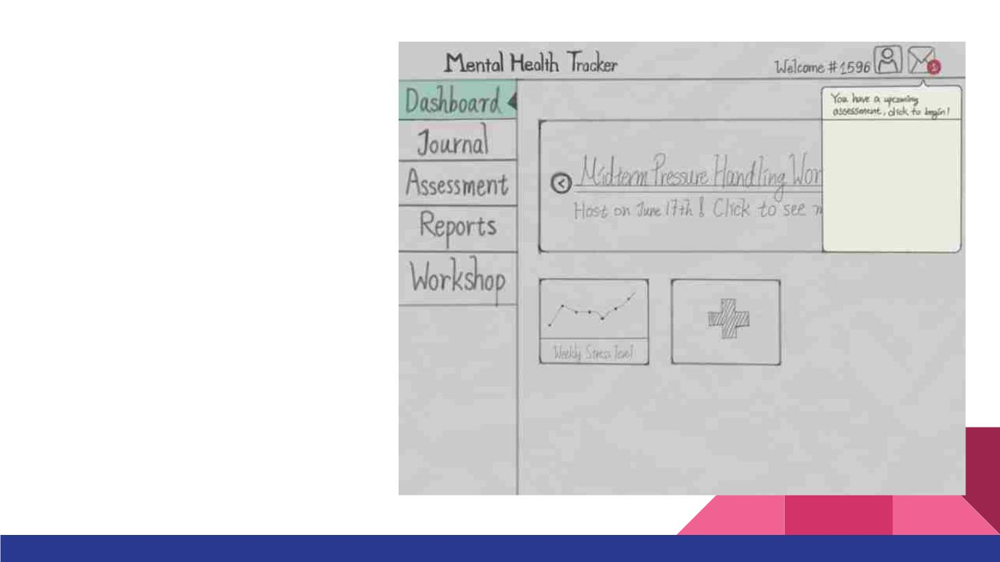 Mental Health Tracker
Welcome #1596
1
Dashboard
Journal
Assessment
Reports
Workshop
You have a upcoming
assessment, click to begin!
Midterm Pressure Handling Wor
Host on June 17th! Click to see
Weekly Stress level